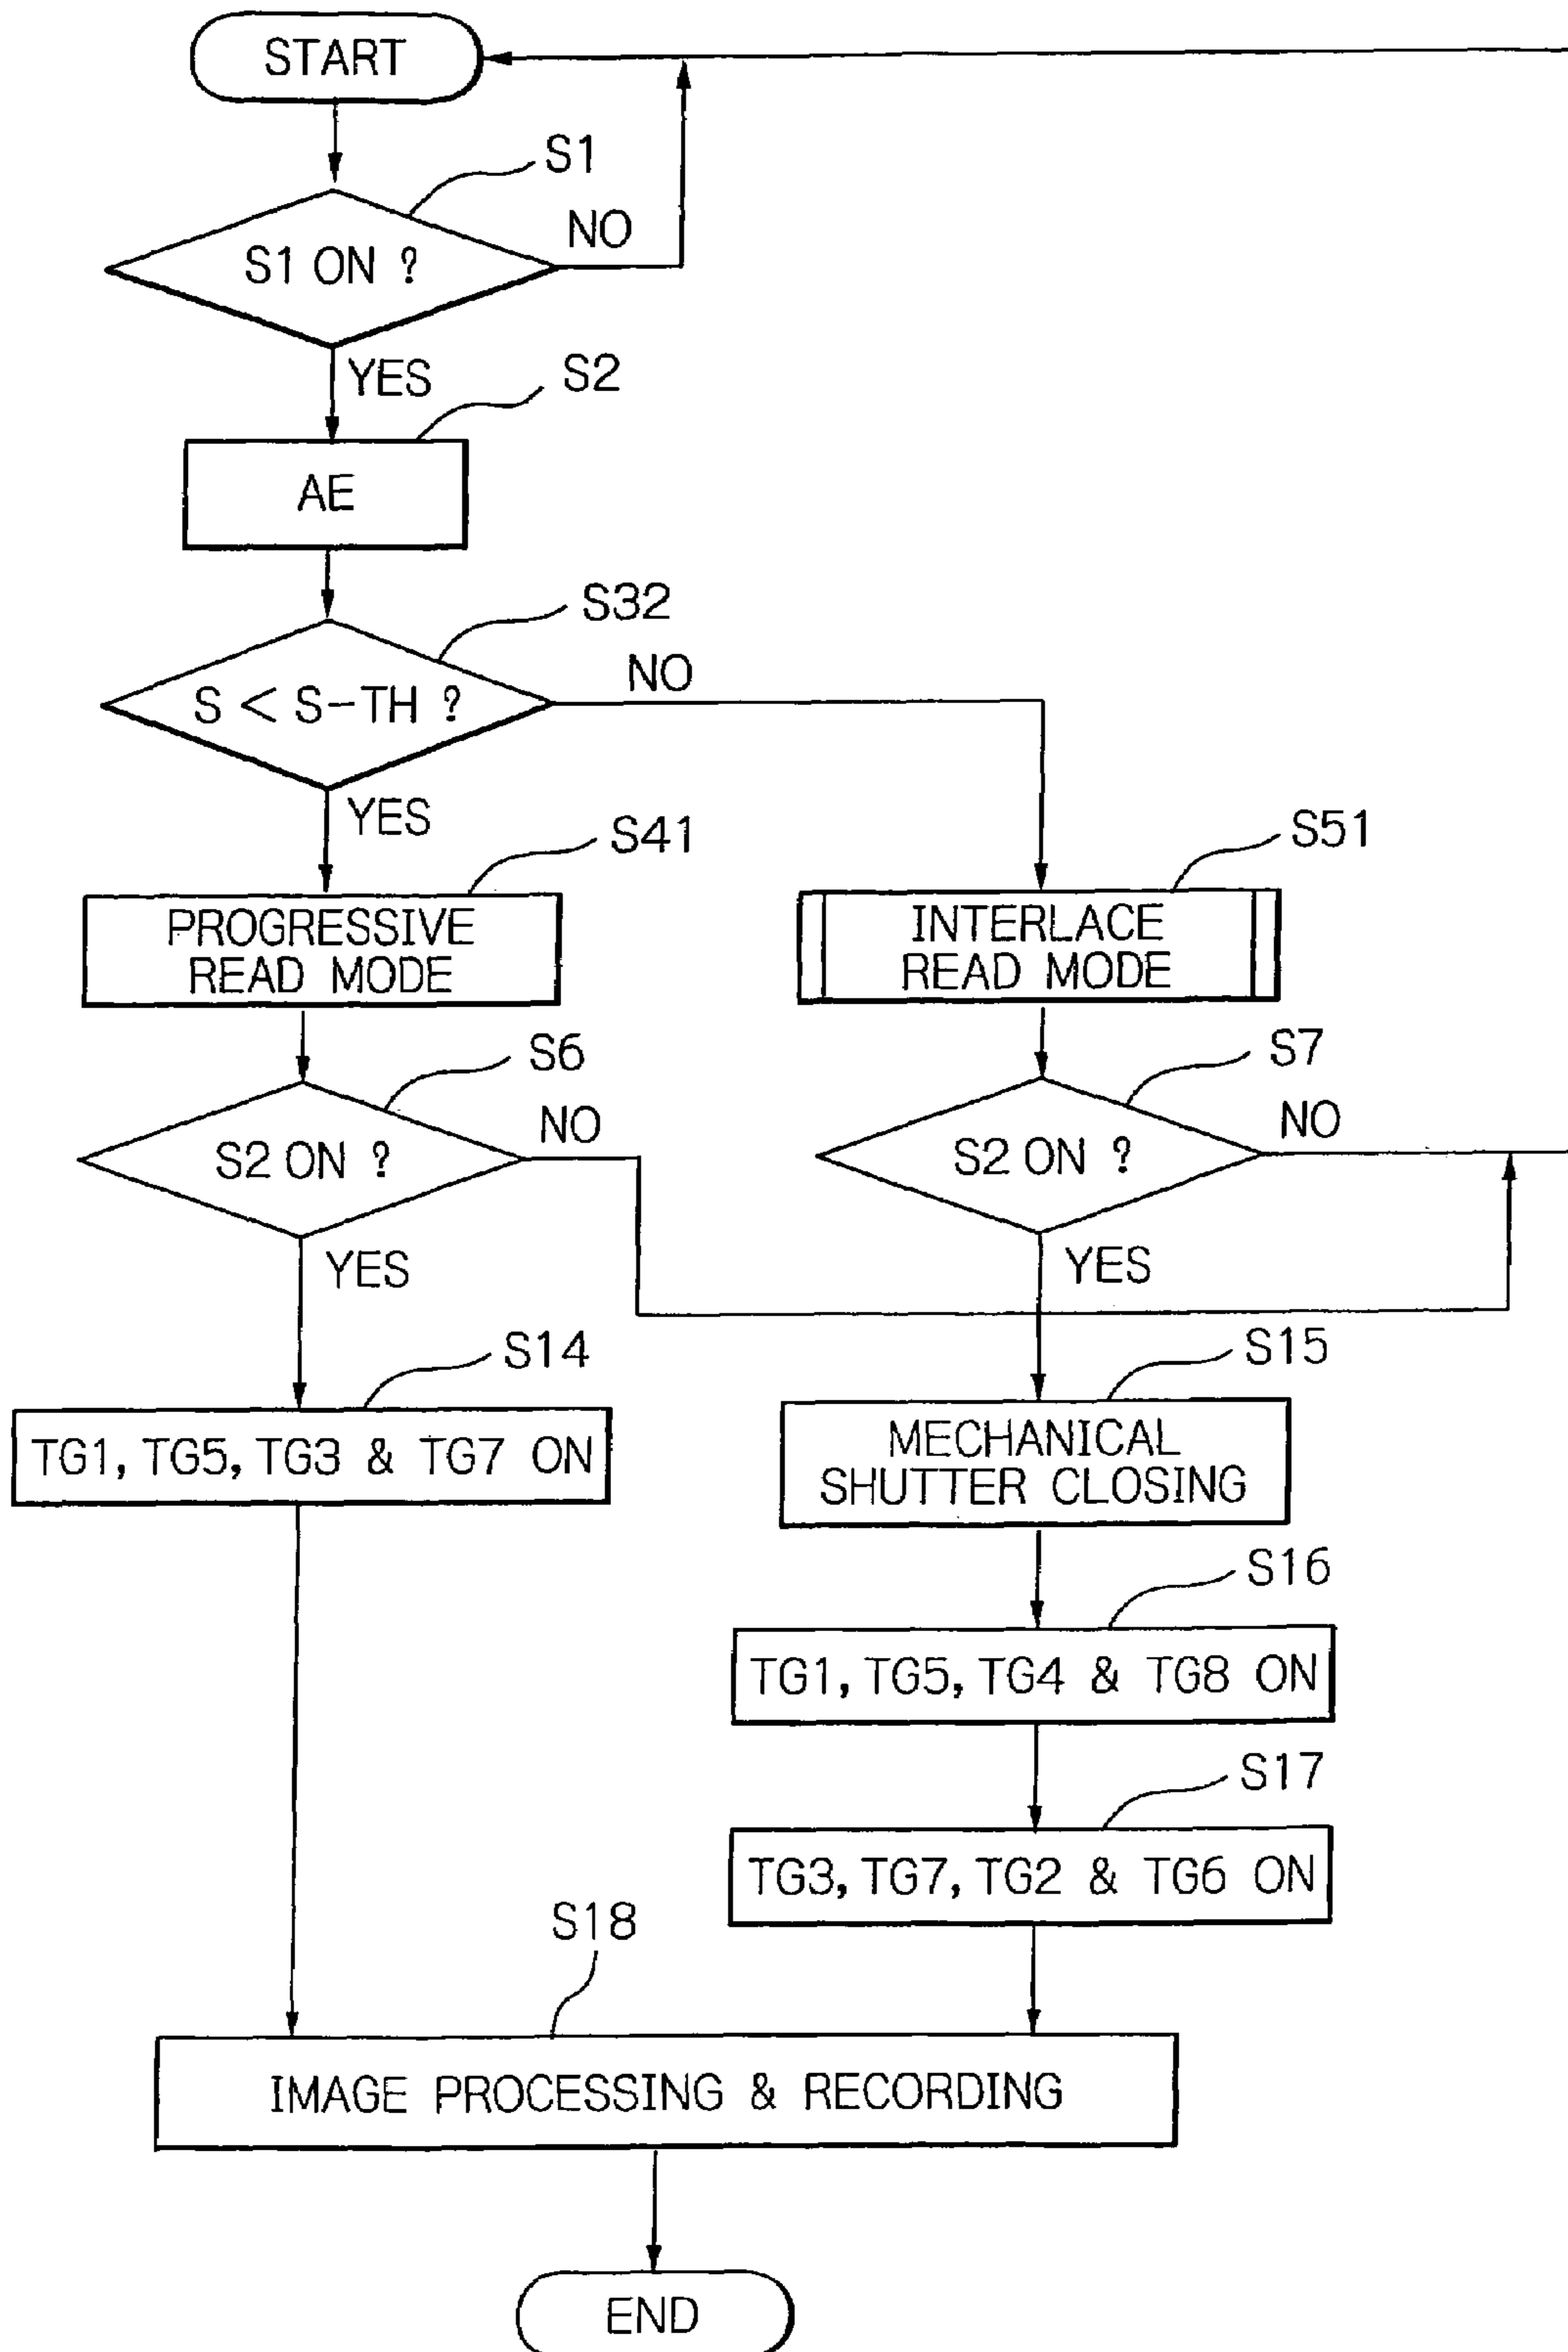 START
S1
NO
S1 ON ?
YES
S2
AE
S32
NO
S < S-TH ?
YES
S41
S51
PROGRESSIVE
READ MODE
INTERLACE
READ MODE
S6
S7
NO
NO
S2 ON ?
S2 ON ?
YES
YES
S14
S15
TG1, TG5, TG3 & TG7 ON
MECHANICAL
SHUTTER CLOSING
S16
TG1, TG5, TG4 & TG8 ON
S17
TG3, TG7, TG2 & TG6 ON
S18
IMAGE PROCESSING & RECORDING
END